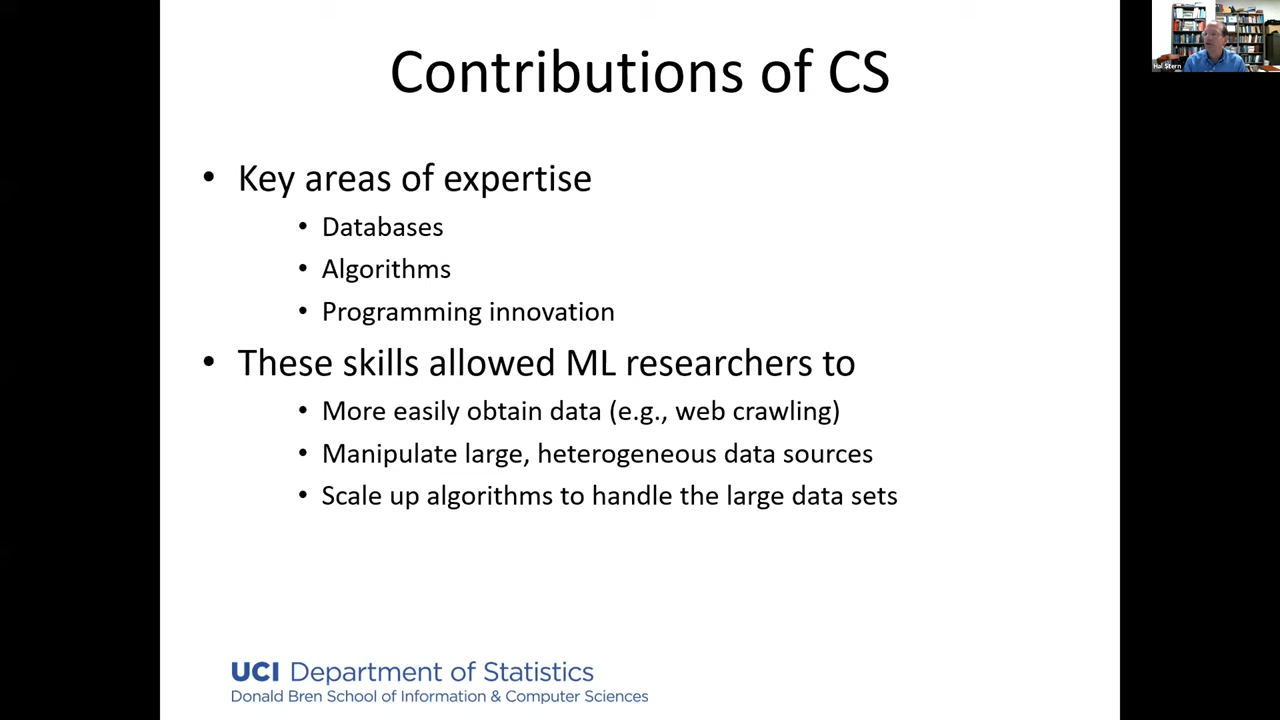 Contributions of CS
Hal Stern
• Key areas of expertise
• Databases
• Algorithms
• Programming innovation
• These skills allowed ML researchers to
• More easily obtain data (e.g., web crawling)
• Manipulate large, heterogeneous data sources
• Scale up algorithms to handle the large data sets
UCI Department of Statistics
Donald Bren School of Information & Computer Sciences